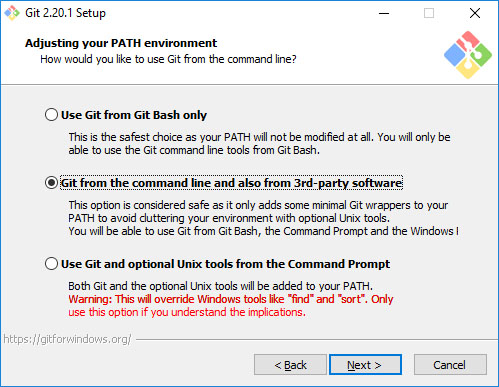 Git 2.20.1 Setup
Adjusting your PATH environment
How would you like to use Git from the command line?
Use Git from Git Bash only
This is the safest choice as your PATH will not be modified at all. You will only be
able to use the Git command line tools from Git Bash.
Git from the command line and also from 3rd-party software
This option is considered safe as it only adds some minimal Git wrappers to your
PATH to avoid cluttering your environment with optional Unix tools.
You will be able to use Git from Git Bash, the Command Prompt and the Windows
Use Git and optional Unix tools from the Command Prompt
Both Git and the optional Unix tools will be added to your PATH.
Warning: This will override Windows tools like "find" and "sort". Only
use this option if you understand the implications.
https://gitforwindows.org/
< Back
Next >
Cancel